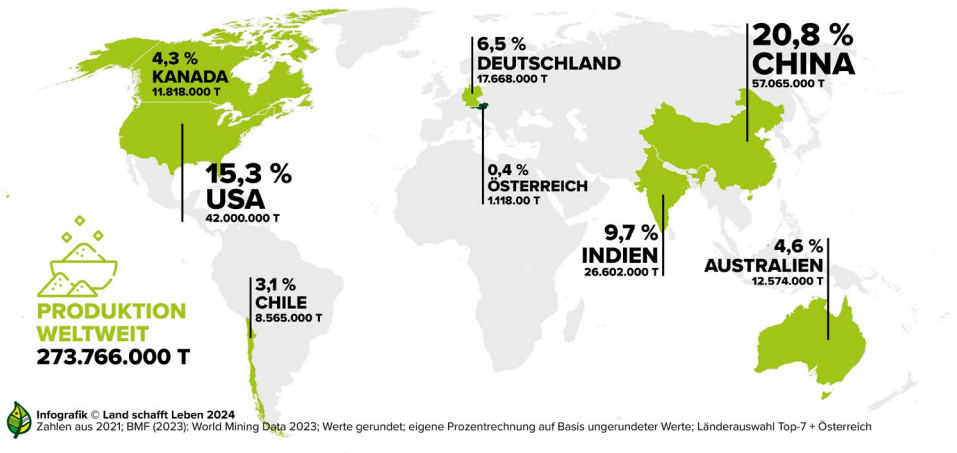 4,3 %
KANADA
11.818.000 T
6,5 %
DEUTSCHLAND
17.668.000 T
20,8 %
CHINA
57.065.000 T
15,3 %
USA
42.000.000 T
0,4 %
ÖSTERREICH
1.118.00 T
9,7 %
INDIEN
26.602.000 T
4,6 %
AUSTRALIEN
12.574.000 T
3,1 %
CHILE
8.565.000 T
PRODUKTION
WELTWEIT
273.766.000 T
Infografik © Land schafft Leben 2024
Zahlen aus 2021; BMF (2023): World Mining Data 2023; Werte gerundet; eigene Prozentrechnung auf Basis ungerundeter Werte; Länderauswahl Top-7 + Österreich